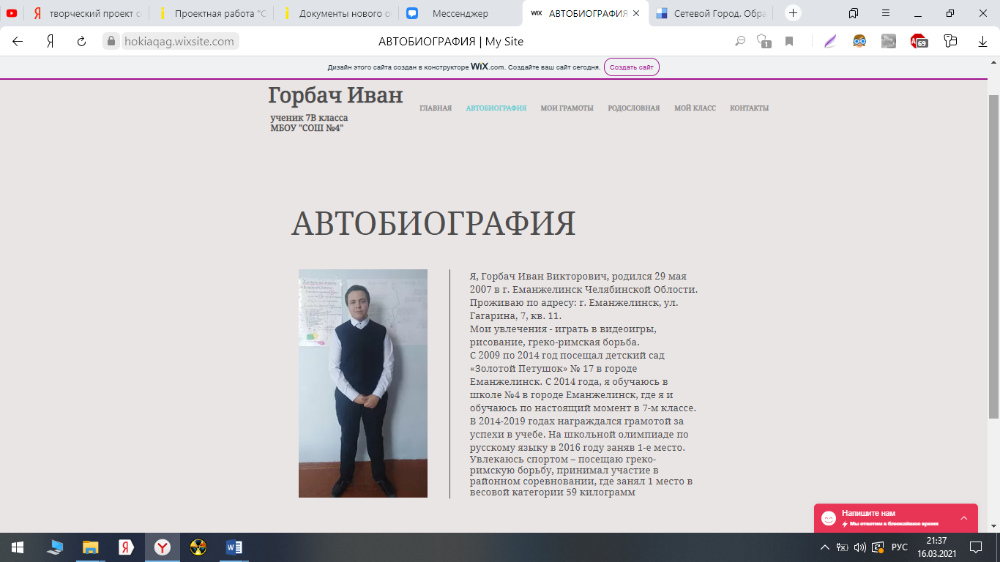 творческий проект с
Проектная работа "С
Документы нового о
Мессенджер
WiX АВТОБИОГРАФИЯ
Сетевой Город. Обра
hokiaqag.wixsite.com
АВТОБИОГРАФИЯ | My Site
1
69
Дизайн этого сайта создан в конструкторе WiX.com. Создайте ваш сайт сегодня.
Создать сайт
Горбач Иван
ученик 7В класса
МБОУ "СОШ №4"
ГЛАВНАЯ
АВТОБИОГРАФИЯ
МОИ ГРАМОТЫ
РОДОСЛОВНАЯ
МОЙ КЛАСС
КОНТАКТЫ
АВТОБИОГРАФИЯ
Я, Горбач Иван Викторович, родился 29 мая
2007 в г. Еманжелинск Челябинской Области.
Проживаю по адресу: г. Еманжелинск, ул.
Гагарина, 7, кв. 11.
Мои увлечения - играть в видеоигры,
рисование, греко-римская борьба.
С 2009 по 2014 год посещал детский сад
«Золотой Петушок» № 17 в городе
Еманжелинск. С 2014 года, я обучаюсь в
школе №4 в городе Еманжелинск, где я и
обучаюсь по настоящий момент в 7-м классе.
В 2014-2019 годах награждался грамотой за
успехи в учебе. На школьной олимпиаде по
русскому языку в 2016 году заняв 1-е место.
Увлекаюсь спортом – посещаю греко-
римскую борьбу, принимал участие в
районном соревновании, где занял 1 место в
весовой категории 59 килограмм
Напишите нам
Мы ответим в ближайшее время
РУС
21:37
16.03.2021